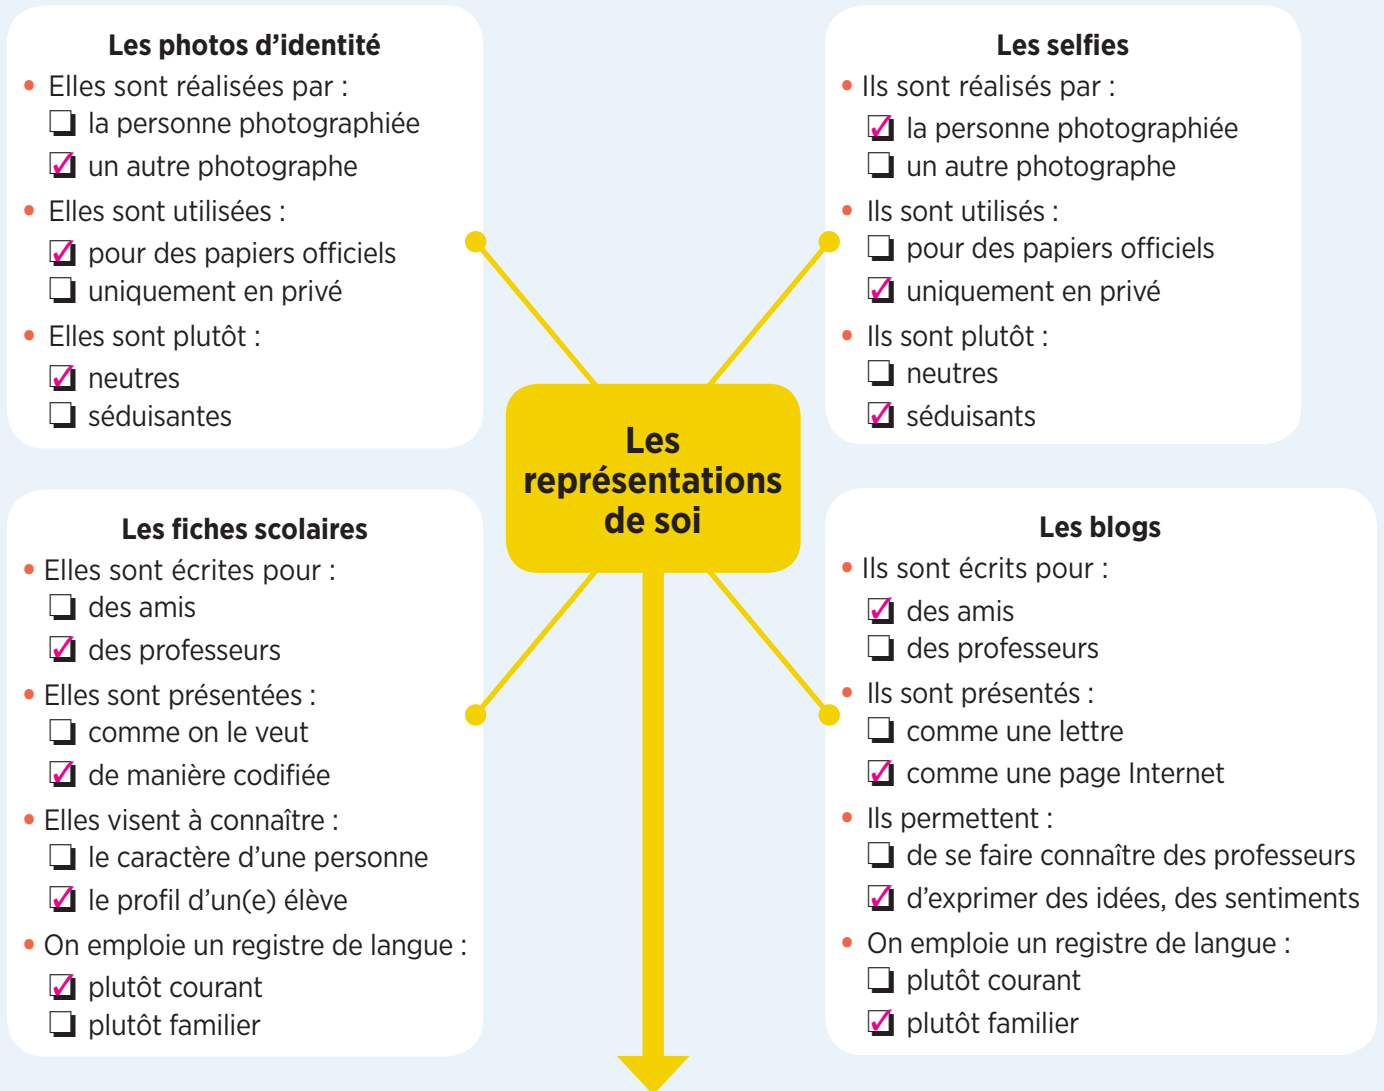 Les photos d'identité
• Elles sont réalisées par :
❏ la personne photographiée
✓ un autre photographe
• Elles sont utilisées :
✓ pour des papiers officiels
❏ uniquement en privé
• Elles sont plutôt :
✓ neutres
❏ séduisantes
Les selfies
• Ils sont réalisés par :
✓ la personne photographiée
❏ un autre photographe
• Ils sont utilisés :
❏ pour des papiers officiels
✓ uniquement en privé
• Ils sont plutôt :
❏ neutres
✓ séduisants
Les
représentations
de soi
Les fiches scolaires
• Elles sont écrites pour :
❏ des amis
✓ des professeurs
• Elles sont présentées :
❏ comme on le veut
✓ de manière codifiée
• Elles visent à connaître :
❏ le caractère d'une personne
✓ le profil d'un(e) élève
• On emploie un registre de langue :
✓ plutôt courant
❏ plutôt familier
Les blogs
• Ils sont écrits pour :
✓ des amis
❏ des professeurs
• Ils sont présentés :
❏ comme une lettre
✓ comme une page Internet
• Ils permettent :
❏ de se faire connaître des professeurs
✓ d'exprimer des idées, des sentiments
• On emploie un registre de langue :
❏ plutôt courant
✓ plutôt familier